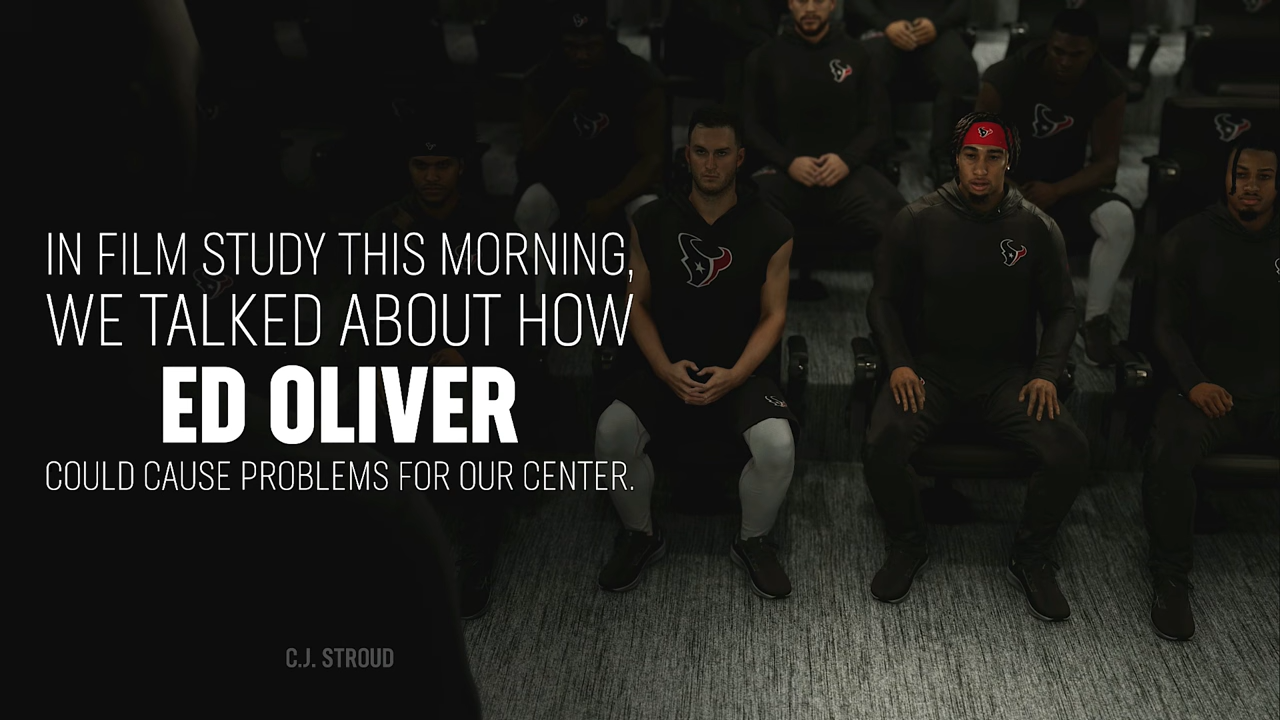 IN FILM STUDY THIS MORNING,
WE TALKED ABOUT HOW
ED OLIVER
COULD CAUSE PROBLEMS FOR OUR CENTER.
C.J. STROUD